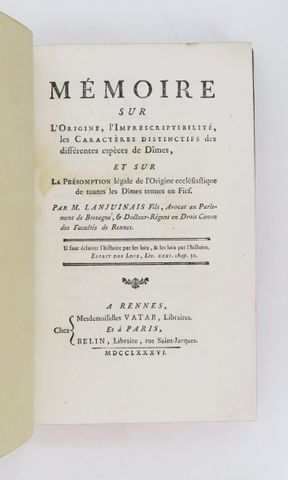 MÉMOIRE
SUR
L'ORIGINE, l'IMPRESCRIPTIBILITÉ,
les CARACTÈRES DISTINCTIFS des
différentes espèces de Dîmes,
ET SUR
LA PRÉSOMPTION légale de l'Origine eccléſiaſtique
de toutes les Dîmes tenues en Fief.
PAR M. LANJUINAIS Fils, Avocat au Parle-
ment de Bretagne, & Docteur-Régent en Droit Canon
des Facultés de Rennes.
Il faut éclairer l'hiſtoire par les loix, & les loix par l'hiſtoire.
ESPRIT DES LOIX, Liv. XXXI. chap. 2.
A RENNES,
Chez { Meſdemoiſelles VATAR, Libraires.
Et à PARIS,
BELIN, Libraire, rue Saint-Jacques.
MDCCLXXXVI.